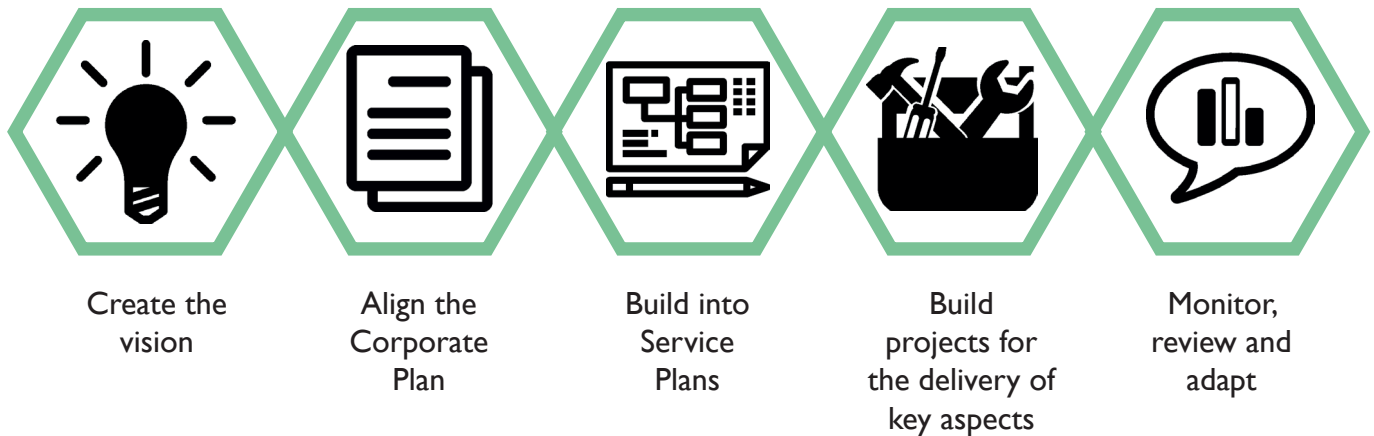 Create the
vision
Align the
Corporate
Plan
Build into
Service
Plans
Build
projects for
the delivery of
key aspects
Monitor,
review and
adapt